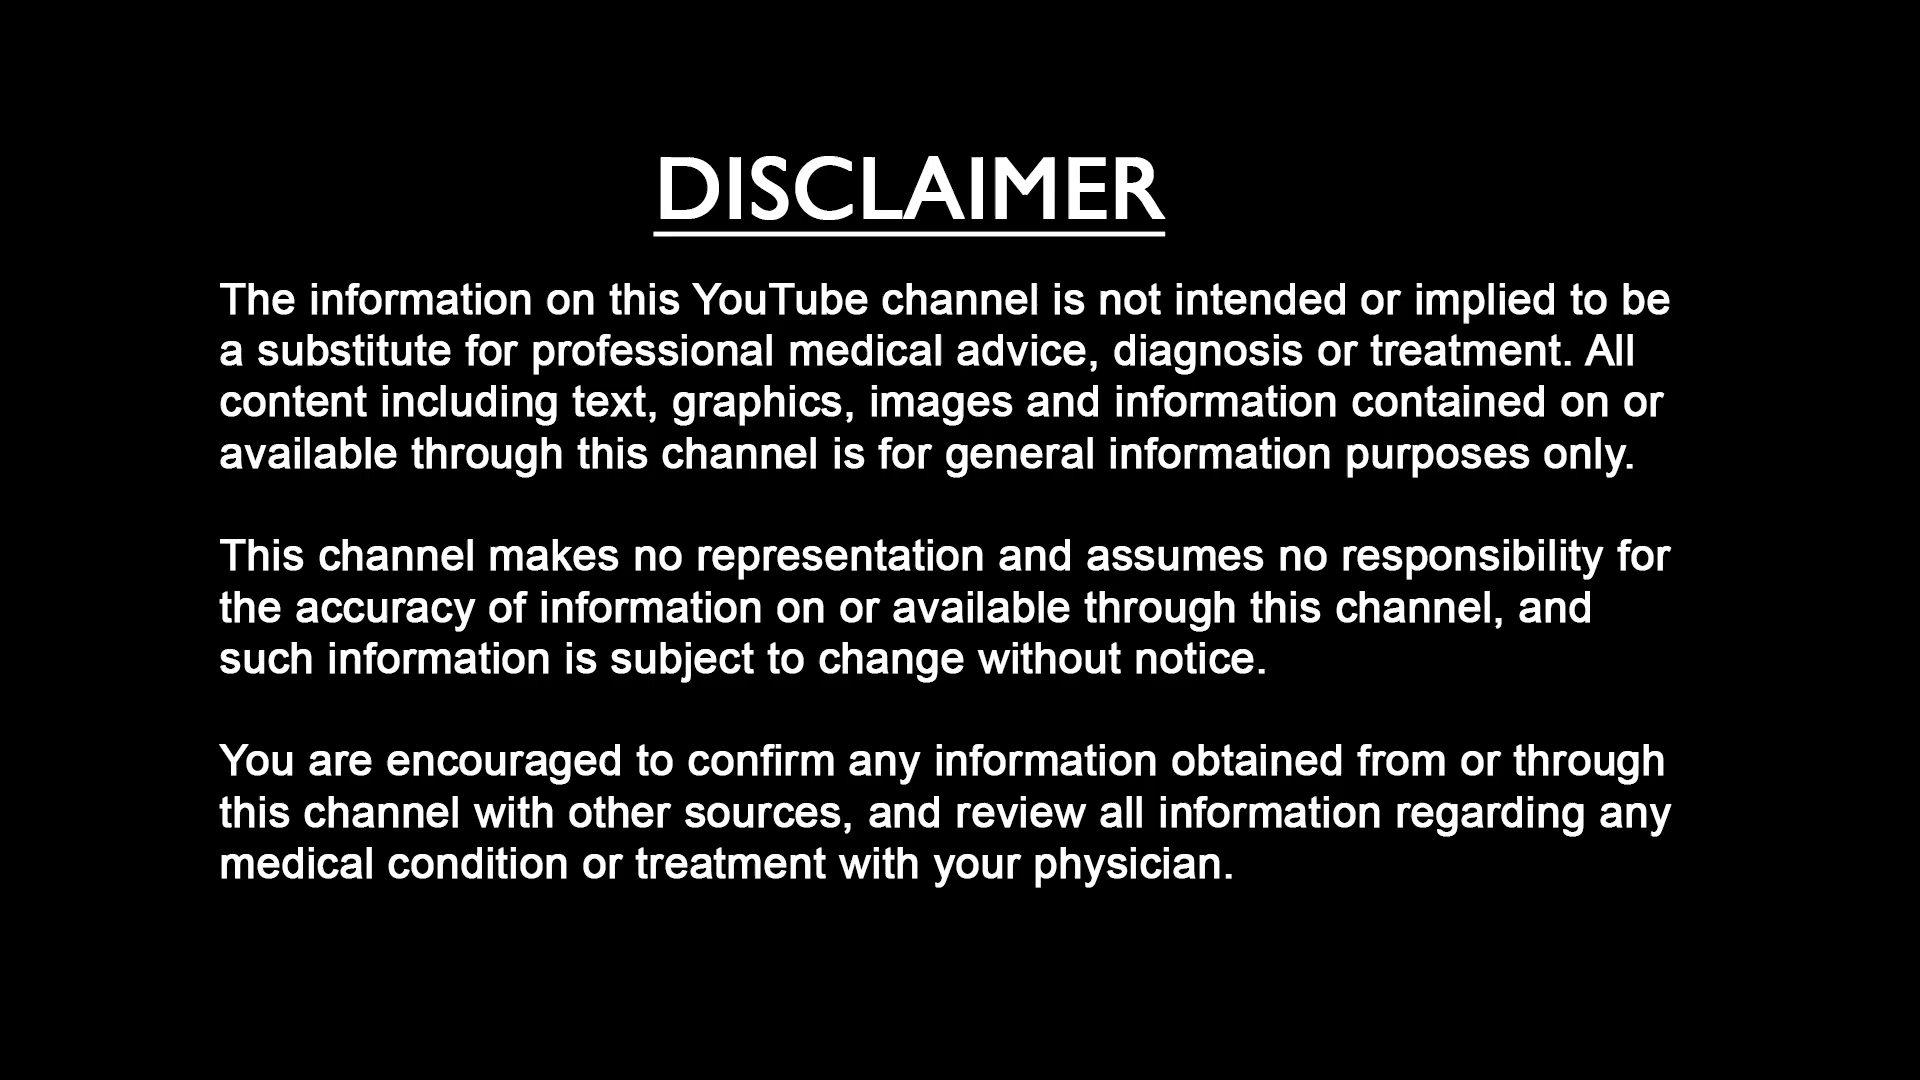 DISCLAIMER
The information on this YouTube channel is not intended or implied to be
a substitute for professional medical advice, diagnosis or treatment. All
content including text, graphics, images and information contained on or
available through this channel is for general information purposes only.
This channel makes no representation and assumes no responsibility for
the accuracy of information on or available through this channel, and
such information is subject to change without notice.
You are encouraged to confirm any information obtained from or through
this channel with other sources, and review all information regarding any
medical condition or treatment with your physician.